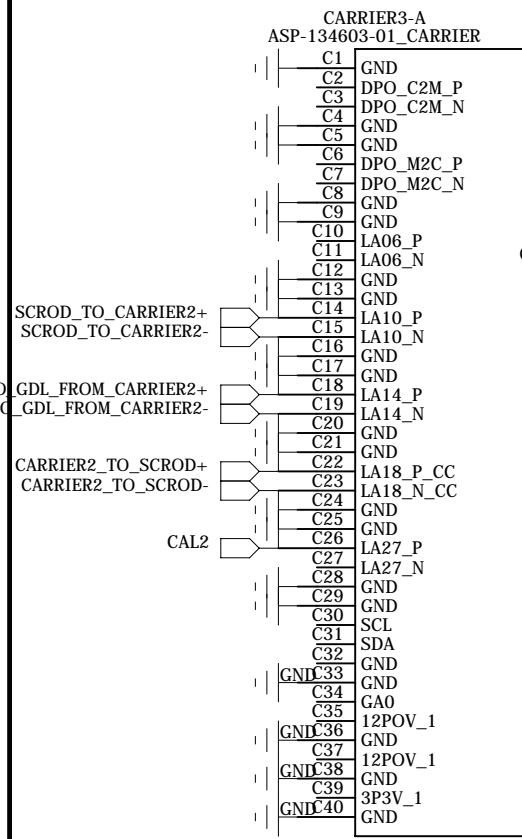 CARRIER3-A
ASP-134603-01_CARRIER
C1 GND
C2 DPO_C2M_P
C3 DPO_C2M_N
C4 GND
C5 GND
C6 DPO_M2C_P
C7 DPO_M2C_N
C8 GND
C9 GND
C10 LA06_P
C11 LA06_N
C12 GND
C13 GND
SCROD_TO_CARRIER2+ C14 LA10_P
SCROD_TO_CARRIER2- C15 LA10_N
C16 GND
C17 GND
_GDL_FROM_CARRIER2+ C18 LA14_P
_GDL_FROM_CARRIER2- C19 LA14_N
C20 GND
C21 GND
CARRIER2_TO_SCROD+ C22 LA18_P_CC
CARRIER2_TO_SCROD- C23 LA18_N_CC
C24 GND
C25 GND
CAL2 C26 LA27_P
C27 LA27_N
C28 GND
C29 GND
C30 SCL
C31 SDA
C32 GND
GND C33 GND
C34 GA0
C35 12POV_1
GND C36 GND
C37 12POV_1
GND C38 GND
C39 3P3V_1
GND C40 GND